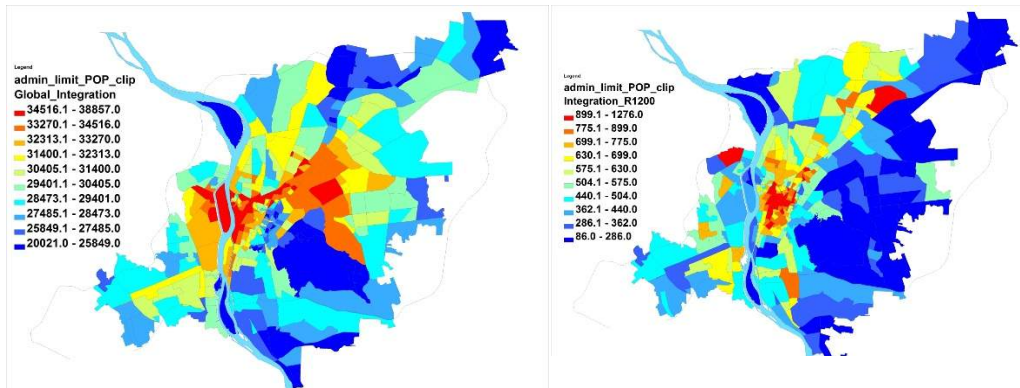 Legend
admin_limit_POP_clip
Global_Integration
34516.1 - 38857.0
33270.1 - 34516.0
32313.1 - 33270.0
31400.1 - 32313.0
30405.1 - 31400.0
29401.1 - 30405.0
28473.1 - 29401.0
27485.1 - 28473.0
25849.1 - 27485.0
20021.0 - 25849.0
Legend
admin_limit_POP_clip
Integration_R1200
899.1 - 1276.0
775.1 - 899.0
699.1 - 775.0
630.1 - 699.0
575.1 - 630.0
504.1 - 575.0
440.1 - 504.0
362.1 - 440.0
286.1 - 362.0
86.0 - 286.0